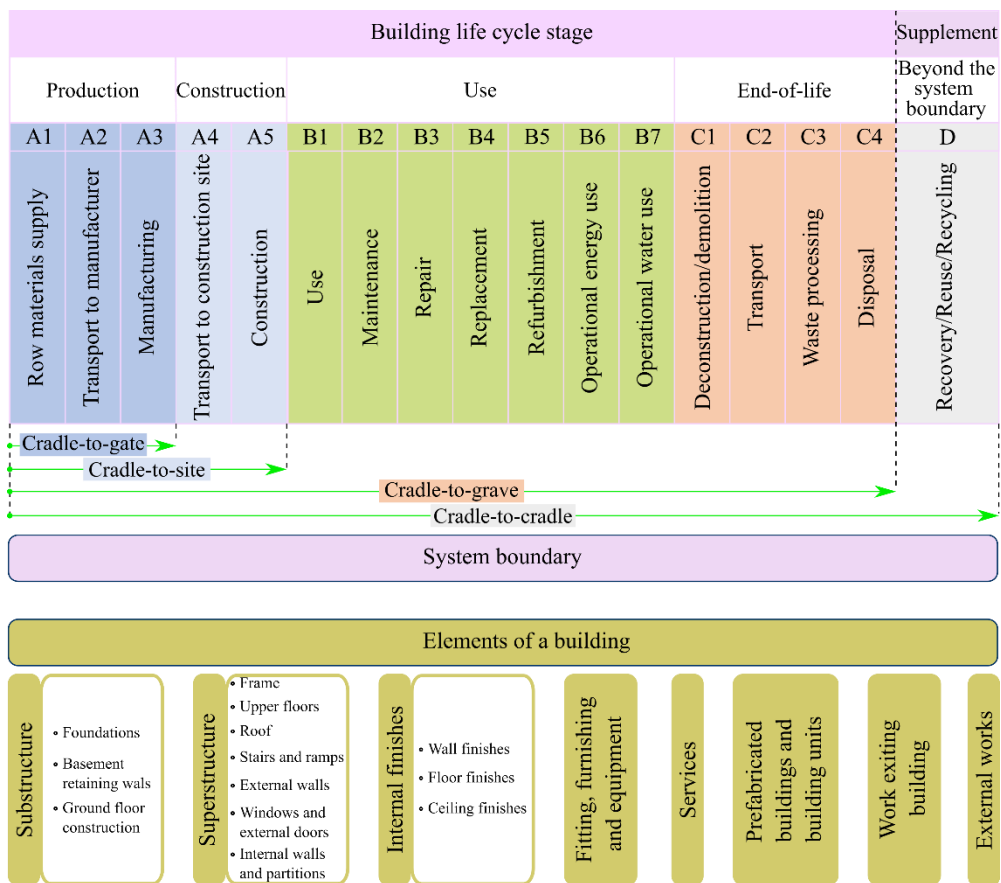 Building life cycle stage
Supplement
Production
Construction
Use
End-of-life
Beyond the
system
boundary
A1
A2
A3
A4
A5
B1
B2
B3
B4
B5
B6
B7
C1
C2
C3
C4
D
Row materials supply
Transport to manufacturer
Manufacturing
Transport to construction site
Construction
Use
Maintenance
Repair
Replacement
Refurbishment
Operational energy use
Operational water use
Deconstruction/demolition
Transport
Waste processing
Disposal
Recovery/Reuse/Recycling
Cradle-to-gate
Cradle-to-site
Cradle-to-grave
Cradle-to-cradle
System boundary
Elements of a building
Substructure
Foundations
Basement
retaining wals
Ground floor
construction
Superstructure
Frame
Upper floors
Roof
Stairs and ramps
External walls
Windows and
external doors
Internal walls
and partitions
Internal finishes
Wall finishes
Floor finishes
Ceiling finishes
Fitting, furnishing
and equipment
Services
Prefabricated
buildings and
building units
Work exiting
building
External works